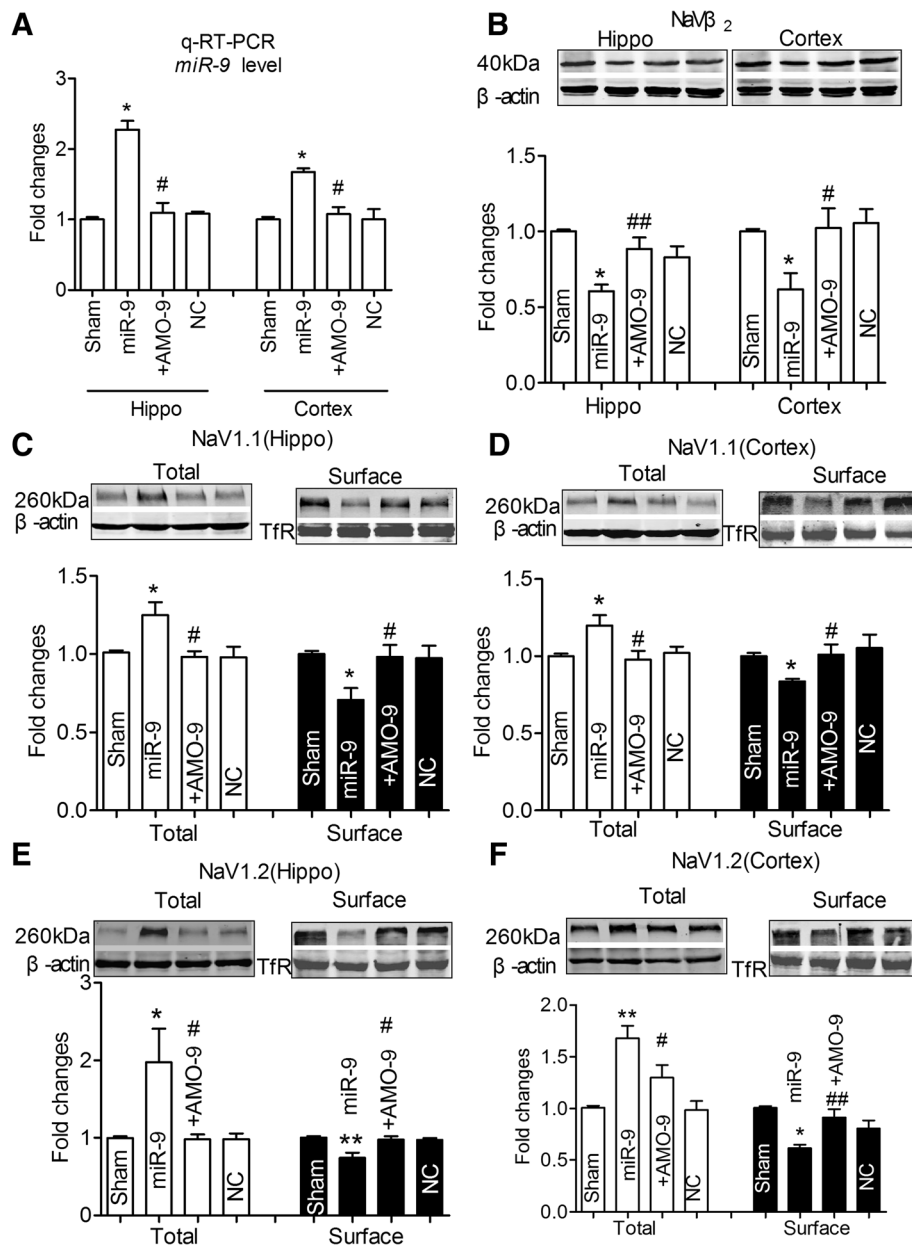 A
q-RT-PCR
miR-9 level
Fold changes
3
2
1
0
*
#
*
#
Sham
miR-9
+AMO-9
NC
Sham
miR-9
+AMO-9
NC
Hippo
Cortex
B
NaVβ 2
Hippo
Cortex
40kDa
β -actin
Fold changes
1.5
1.0
0.5
0.0
*
##
*
#
Sham
miR-9
+AMO-9
NC
Sham
miR-9
+AMO-9
NC
Hippo
Cortex
C
NaV1.1(Hippo)
Total
Surface
260kDa
β -actin
TfR
Fold changes
1.5
1.0
0.5
0.0
*
#
*
#
Sham
miR-9
+AMO-9
NC
Sham
miR-9
+AMO-9
NC
Total
Surface
D
NaV1.1(Cortex)
Total
Surface
260kDa
β -actin
TfR
Fold changes
1.5
1.0
0.5
0.0
*
#
*
#
Sham
miR-9
+AMO-9
NC
Sham
miR-9
+AMO-9
NC
Total
Surface
E
NaV1.2(Hippo)
Total
Surface
260kDa
β -actin
TfR
Fold changes
3
2
1
0
*
#
**
#
Sham
miR-9
+AMO-9
NC
Sham
miR-9
+AMO-9
NC
Total
Surface
F
NaV1.2(Cortex)
Total
Surface
260kDa
β -actin
TfR
Fold changes
2.0
1.5
1.0
0.5
0.0
**
#
*
##
Sham
miR-9
+AMO-9
NC
Sham
miR-9
+AMO-9
NC
Total
Surface